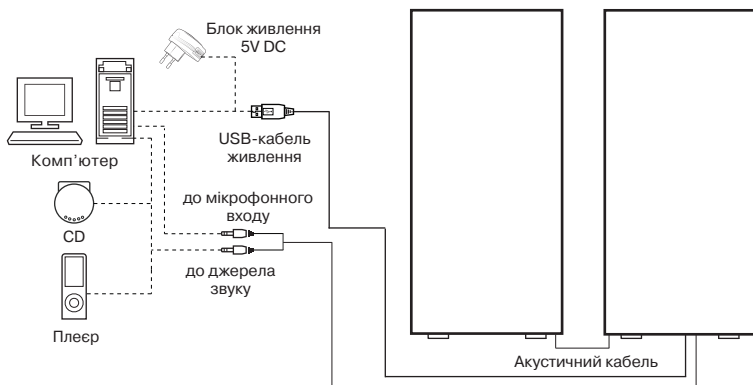 Блок живлення
5V DC
USB-кабель
живлення
Комп'ютер
до мікрофонного
входу
CD
до джерела
звуку
Плеєр
Акустичний кабель